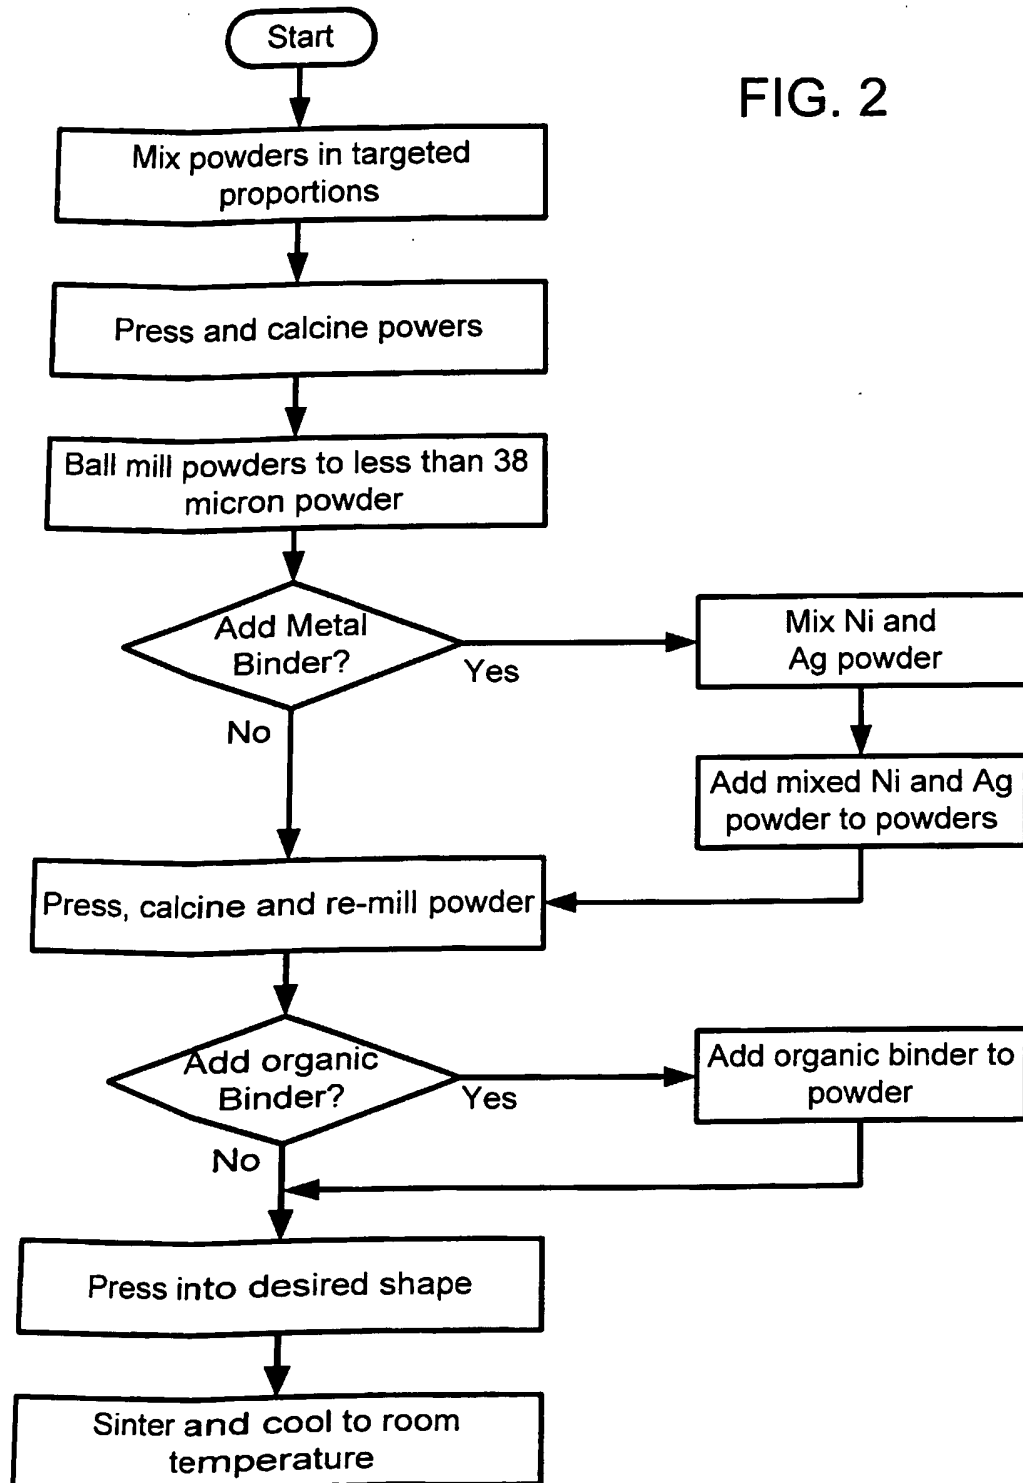 Start
FIG. 2
Mix powders in targeted
proportions
Press and calcine powers
Ball mill powders to less than 38
micron powder
Add Metal
Binder?
Yes
No
Mix Ni and
Ag powder
Add mixed Ni and Ag
powder to powders
Press, calcine and re-mill powder
Add organic
Binder?
Yes
No
Add organic binder to
powder
Press into desired shape
Sinter and cool to room
temperature